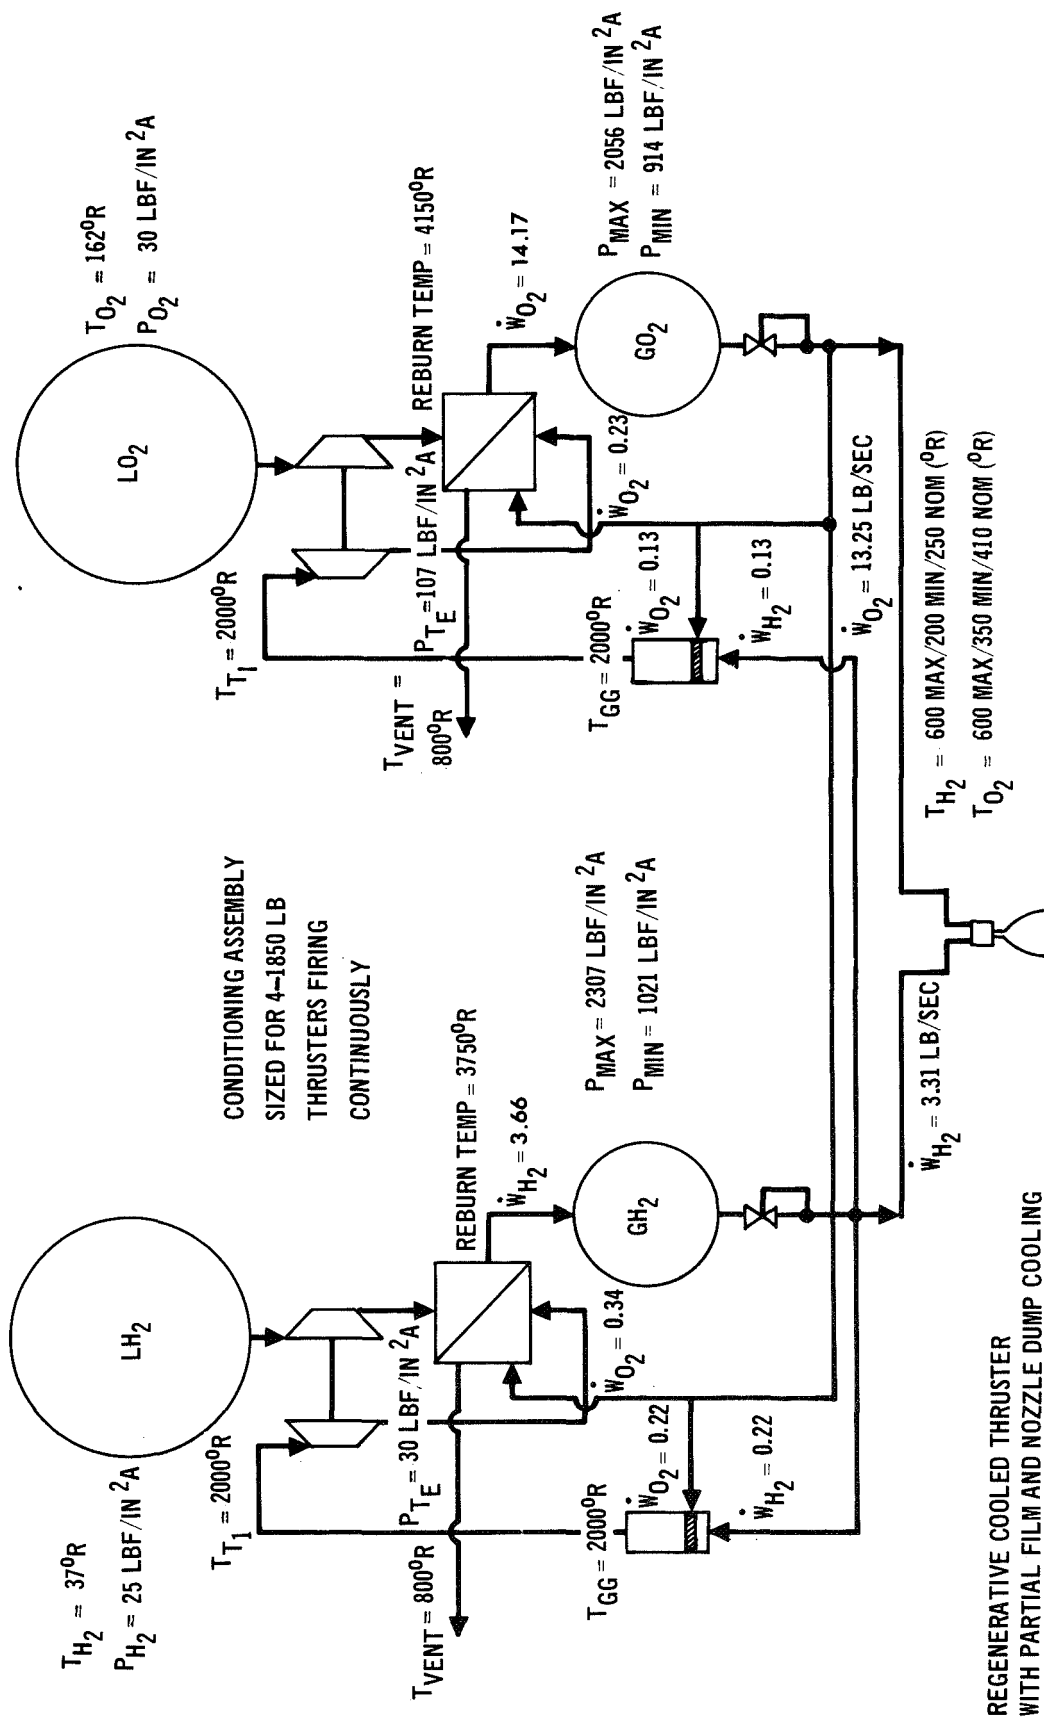 T_H2 = 37°R
P_H2 = 25 LBF/IN²A
LH2
T_T1 = 2000°R
P_TE = 30 LBF/IN²A
T_VENT = 800°R
REBURN TEMP = 3750°R
Ẇ_H2 = 3.66
Ẇ_O2 = 0.34
T_GG = 2000°R
Ẇ_O2 = 0.22
Ẇ_H2 = 0.22
GH2
P_MAX = 2307 LBF/IN²A
P_MIN = 1021 LBF/IN²A
Ẇ_H2 = 3.31 LB/SEC
CONDITIONING ASSEMBLY
SIZED FOR 4-1850 LB
THRUSTERS FIRING
CONTINUOUSLY
T_O2 = 162°R
P_O2 = 30 LBF/IN²A
LO2
T_T1 = 2000°R
P_TE = 107 LBF/IN²A
T_VENT =
800°R
REBURN TEMP = 4150°R
Ẇ_O2 = 14.17
Ẇ_O2 = 0.23
T_GG = 2000°R
Ẇ_O2 = 0.13
Ẇ_H2 = 0.13
GO2
P_MAX = 2056 LBF/IN²A
P_MIN = 914 LBF/IN²A
Ẇ_O2 = 13.25 LB/SEC
T_H2 = 600 MAX/200 MIN/250 NOM (°R)
T_O2 = 600 MAX/350 MIN/410 NOM (°R)
REGENERATIVE COOLED THRUSTER
WITH PARTIAL FILM AND NOZZLE DUMP COOLING